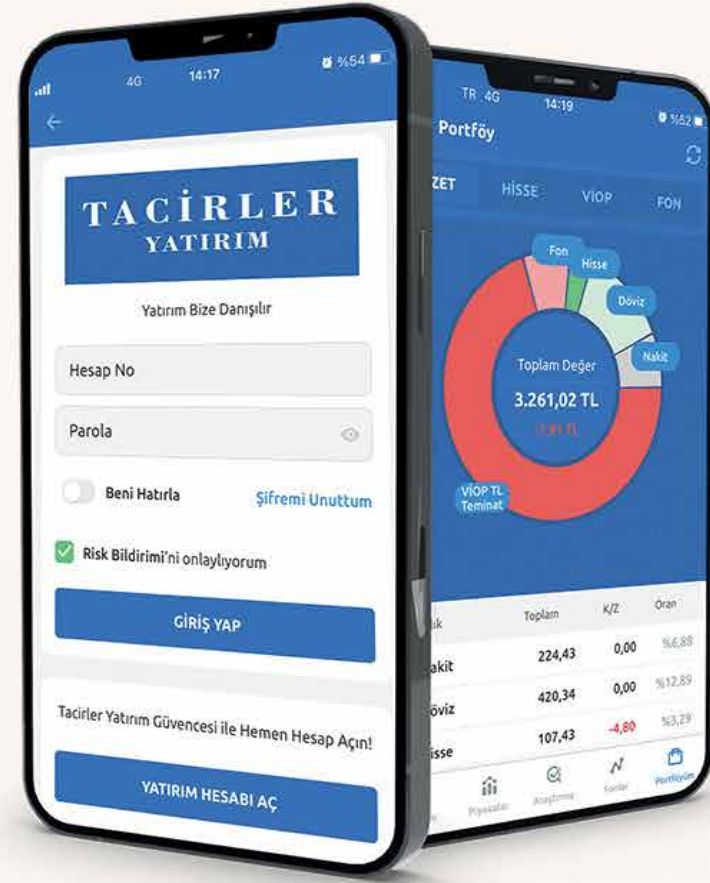 4G 14:17 %54
TACİRLER
YATIRIM
Yatırım Bize Danışılır
Hesap No
Parola
Beni Hatırla
Şifremi Unuttum
Risk Bildirimi'ni onaylıyorum
GİRİŞ YAP
Tacirler Yatırım Güvencesi ile Hemen Hesap Açın!
YATIRIM HESABI AÇ
TR 4G 14:19 %52
Portföy
ZET HİSSE VİOP FON
Fon
Hisse
Döviz
Nakit
Toplam Değer
3.261,02 TL
VİOP TL
Teminat
Toplam K/Z Oran
akit 224,43 0,00 %6,88
öviz 420,34 0,00 %12,89
isse 107,43 -4,80 %3,29
Piyasalar Araştırma Fonlar Portföyüm